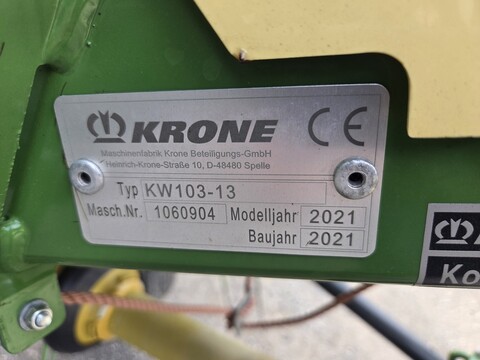 KRONE CE
Maschinenfabrik Krone Beteiligungs-GmbH
Heinrich-Krone-Straße 10, D-48480 Spelle
Typ KW103-13
Masch.Nr. 1060904 Modelljahr 2021
Baujahr 2021
Ko